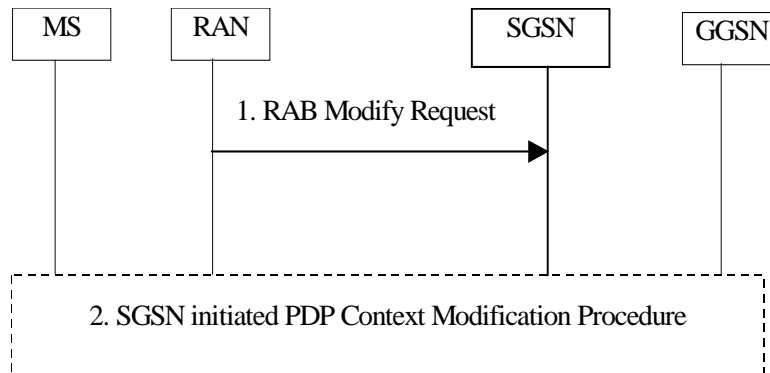 MS
RAN
SGSN
GGSN
1. RAB Modify Request
2. SGSN initiated PDP Context Modification Procedure